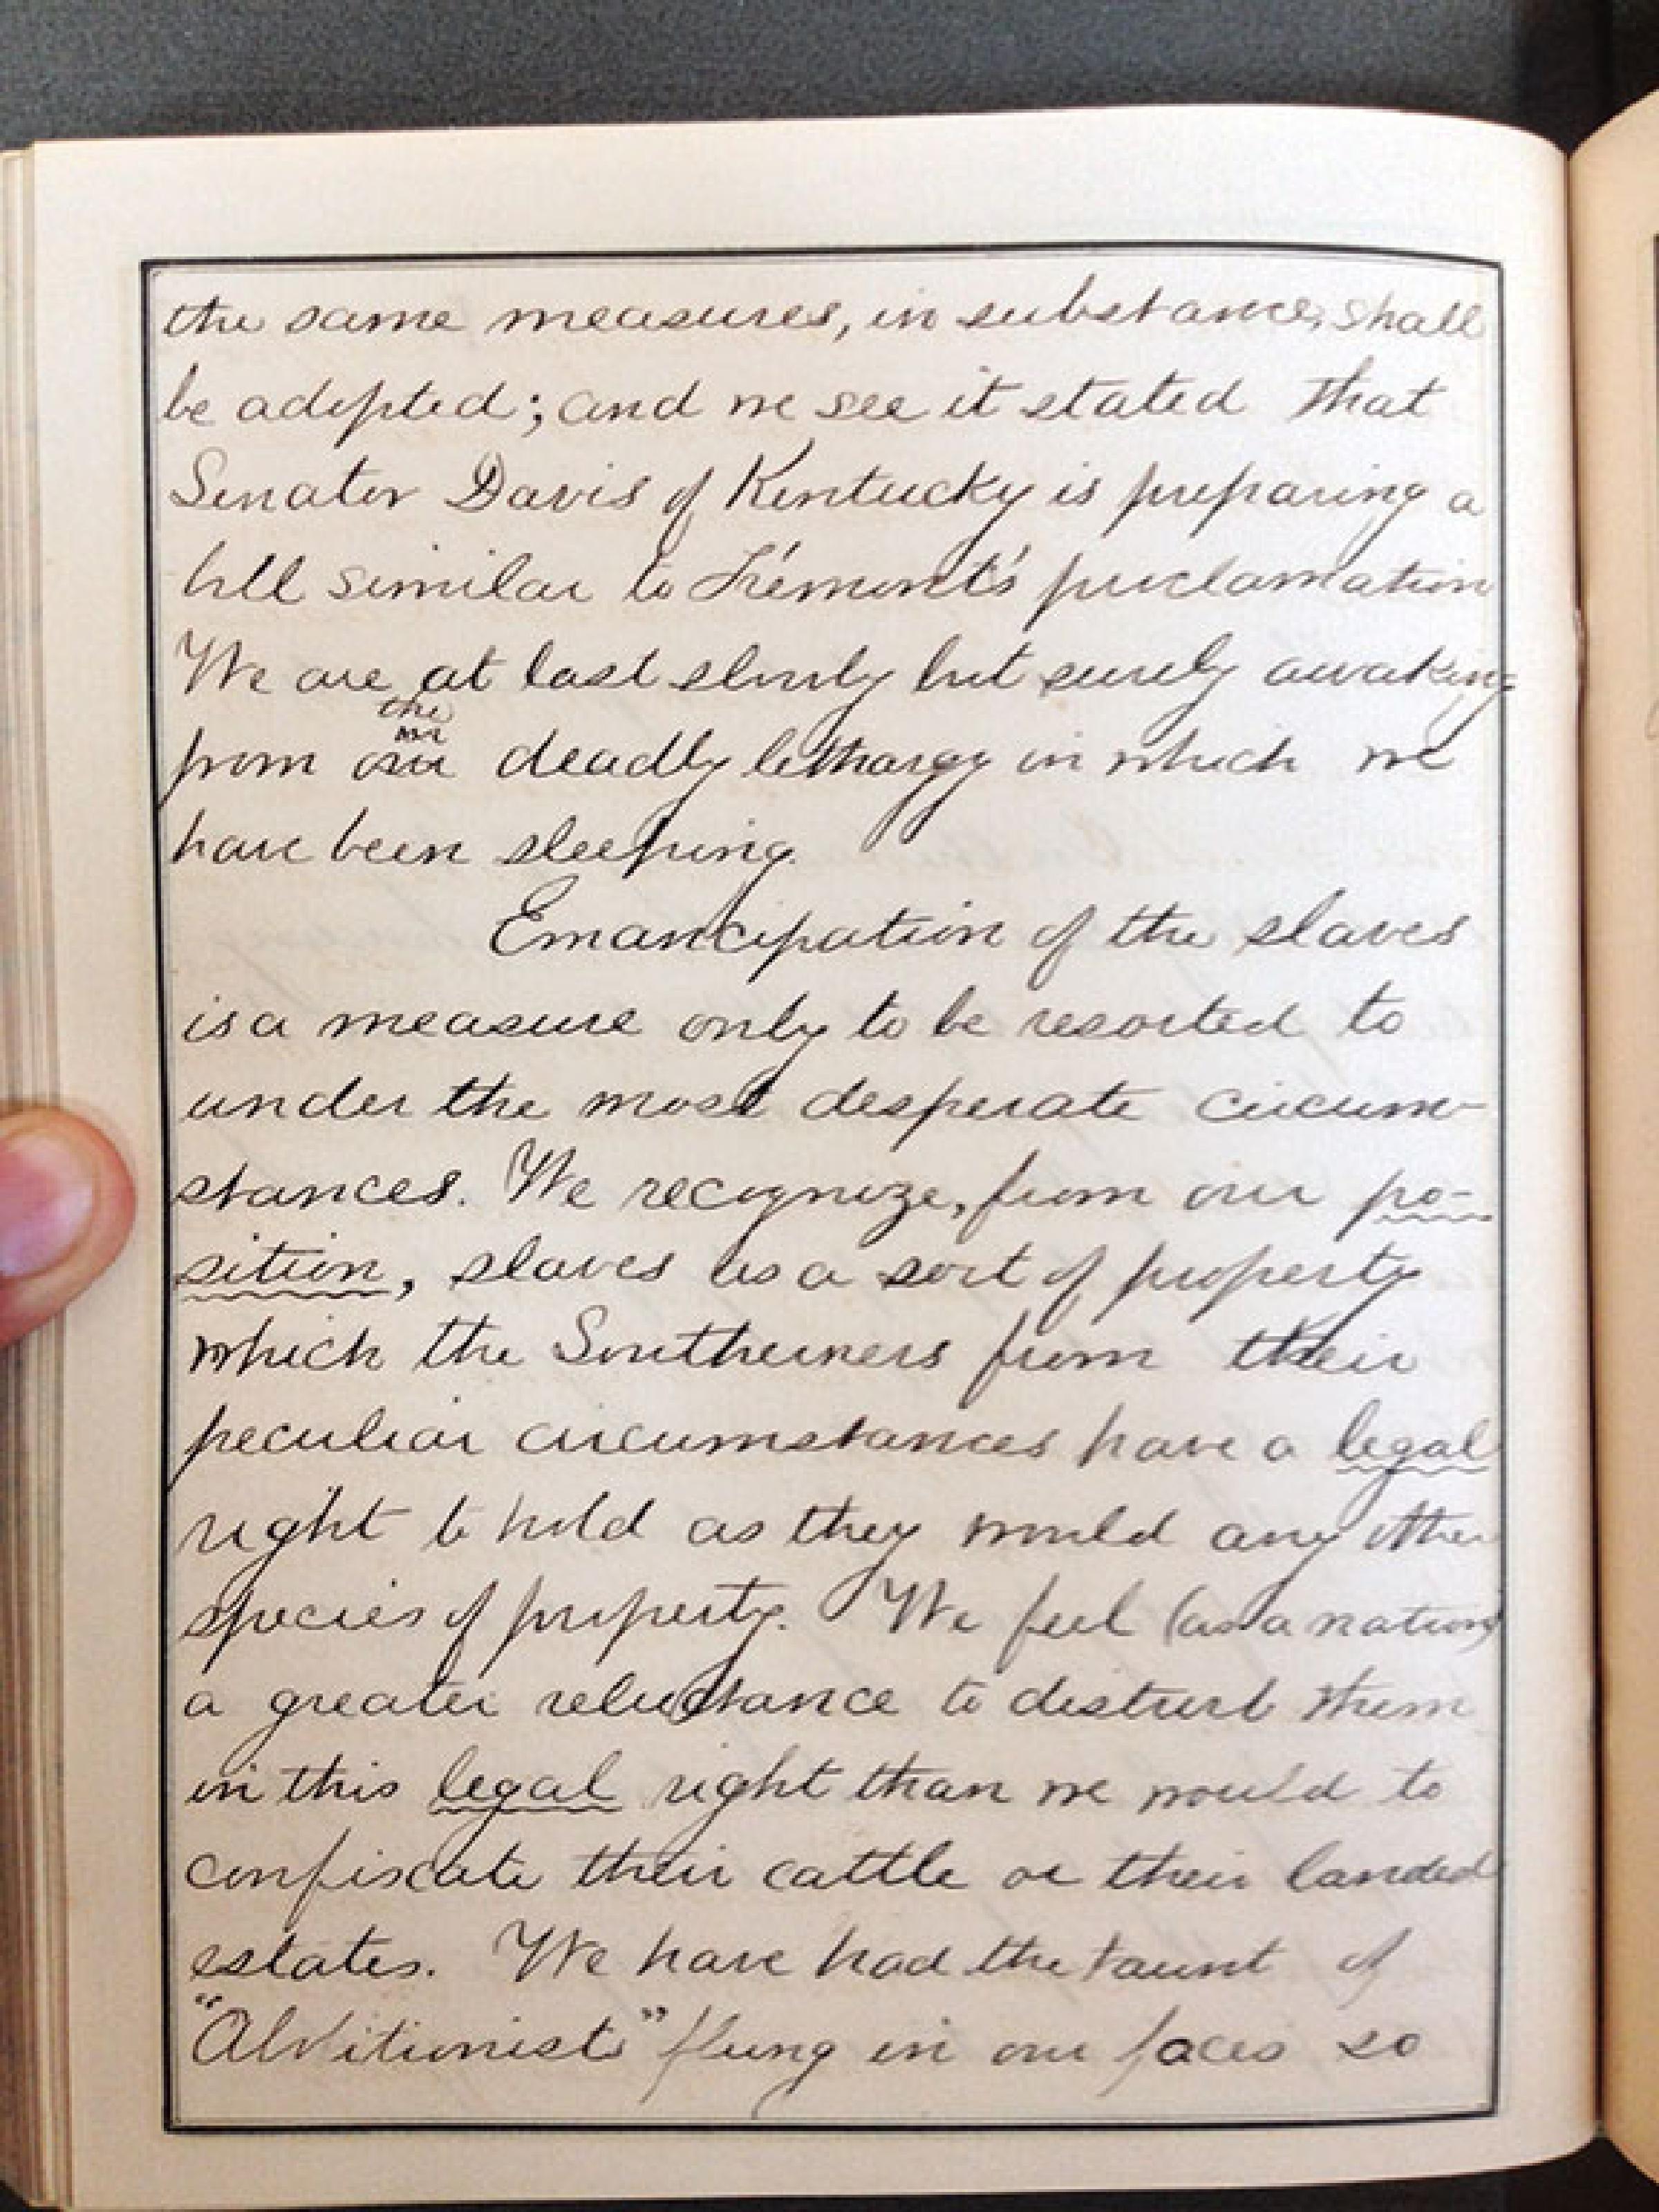 the same measures, in substance, shall
be adopted; and we see it stated that
Senator Davis of Kentucky is preparing a
bill similar to Frémont's proclamation
We are at last slowly but surely awaking
the
from our deadly lethargy in which we
have been sleeping.
Emancipation of the slaves
is a measure only to be resorted to
under the most desperate circum-
stances. We recognize, from our po-
sition, slaves as a sort of property
which the Southerners from their
peculiar circumstances have a legal
right to hold as they would any other
species of property. We feel (as a nation)
a greater reluctance to disturb them
in this legal right than we would to
confiscate their cattle or their landed
estates. We have had the taunt of
"Abolitionist" flung in our faces so